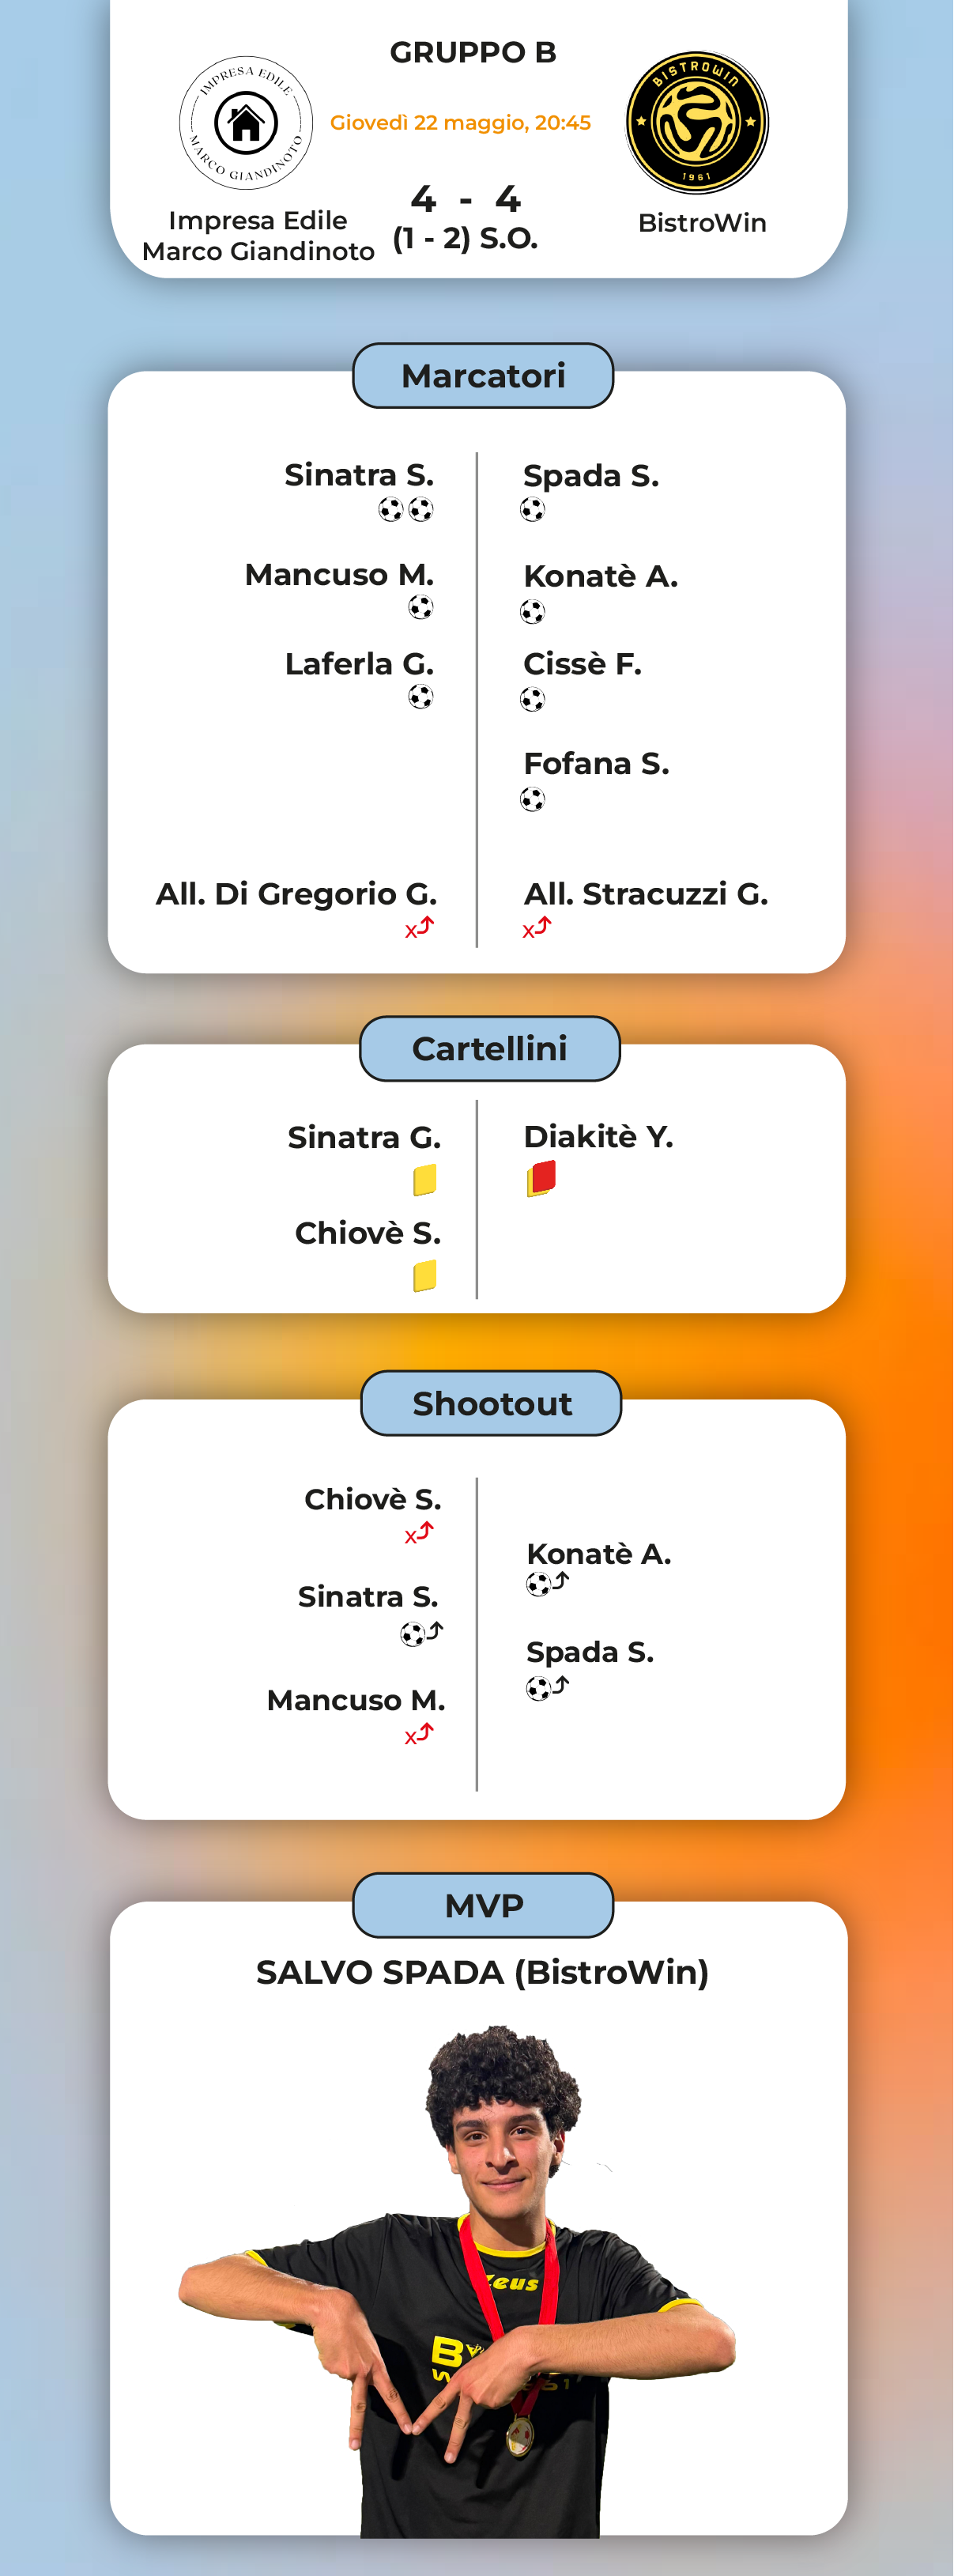 GRUPPO B
IMPRESA EDILE
MARCO GIANDINOTO
Giovedì 22 maggio, 20:45
BISTROWIN
1961
4 - 4
(1 - 2) S.O.
Impresa Edile
Marco Giandinoto
BistroWin
Marcatori
Sinatra S.
Mancuso M.
Laferla G.
All. Di Gregorio G.
x
Spada S.
Konatè A.
Cissè F.
Fofana S.
All. Stracuzzi G.
x
Cartellini
Sinatra G.
Chiovè S.
Diakitè Y.
Shootout
Chiovè S.
x
Sinatra S.
Mancuso M.
x
Konatè A.
Spada S.
MVP
SALVO SPADA (BistroWin)
zeus